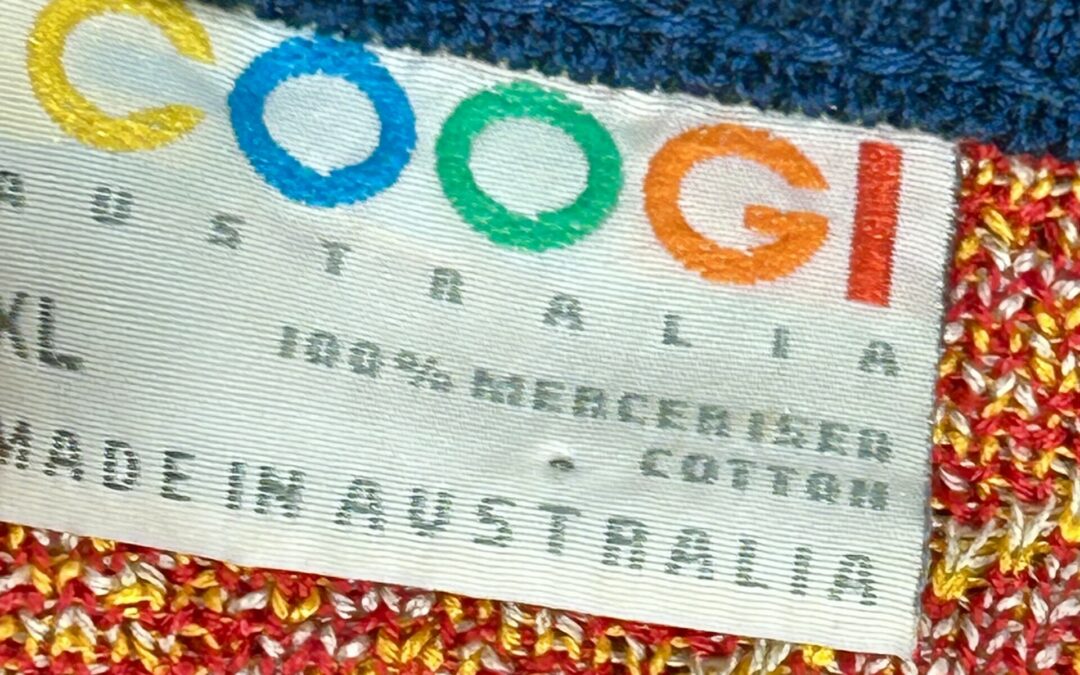 COOGI
AUSTRALIA
XL
100% MERCERISED
COTTON
MADE IN AUSTRALIA